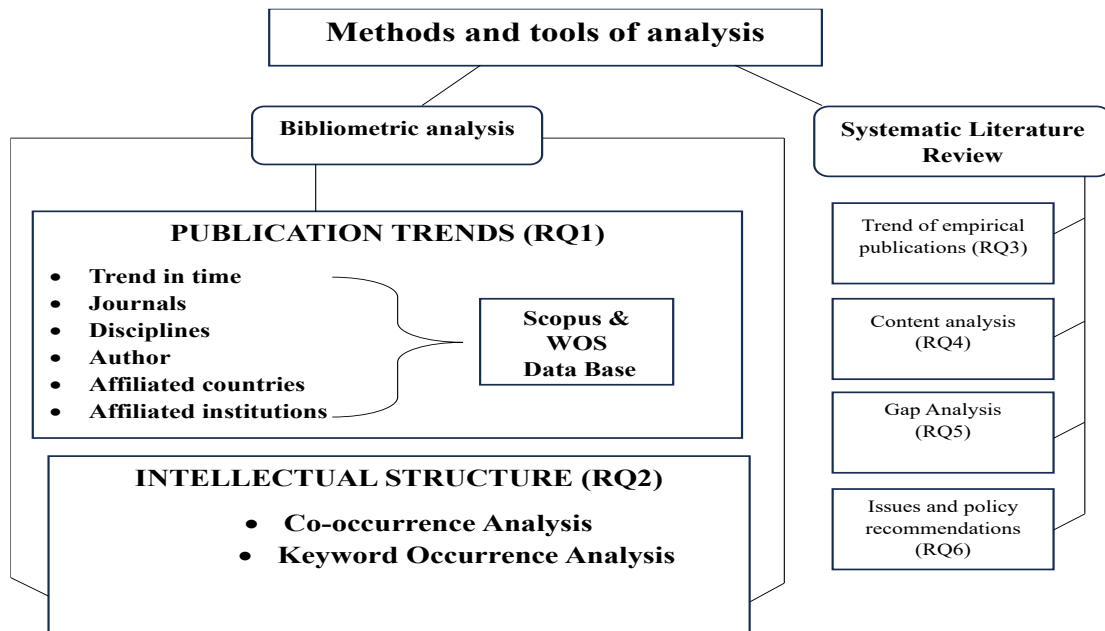 Methods and tools of analysis
Bibliometric analysis
PUBLICATION TRENDS (RQ1)
• Trend in time
• Journals
• Disciplines
• Author
• Affiliated countries
• Affiliated institutions
Scopus &
WOS
Data Base
INTELLECTUAL STRUCTURE (RQ2)
• Co-occurrence Analysis
• Keyword Occurrence Analysis
Systematic Literature
Review
Trend of empirical
publications (RQ3)
Content analysis
(RQ4)
Gap Analysis
(RQ5)
Issues and policy
recommendations
(RQ6)